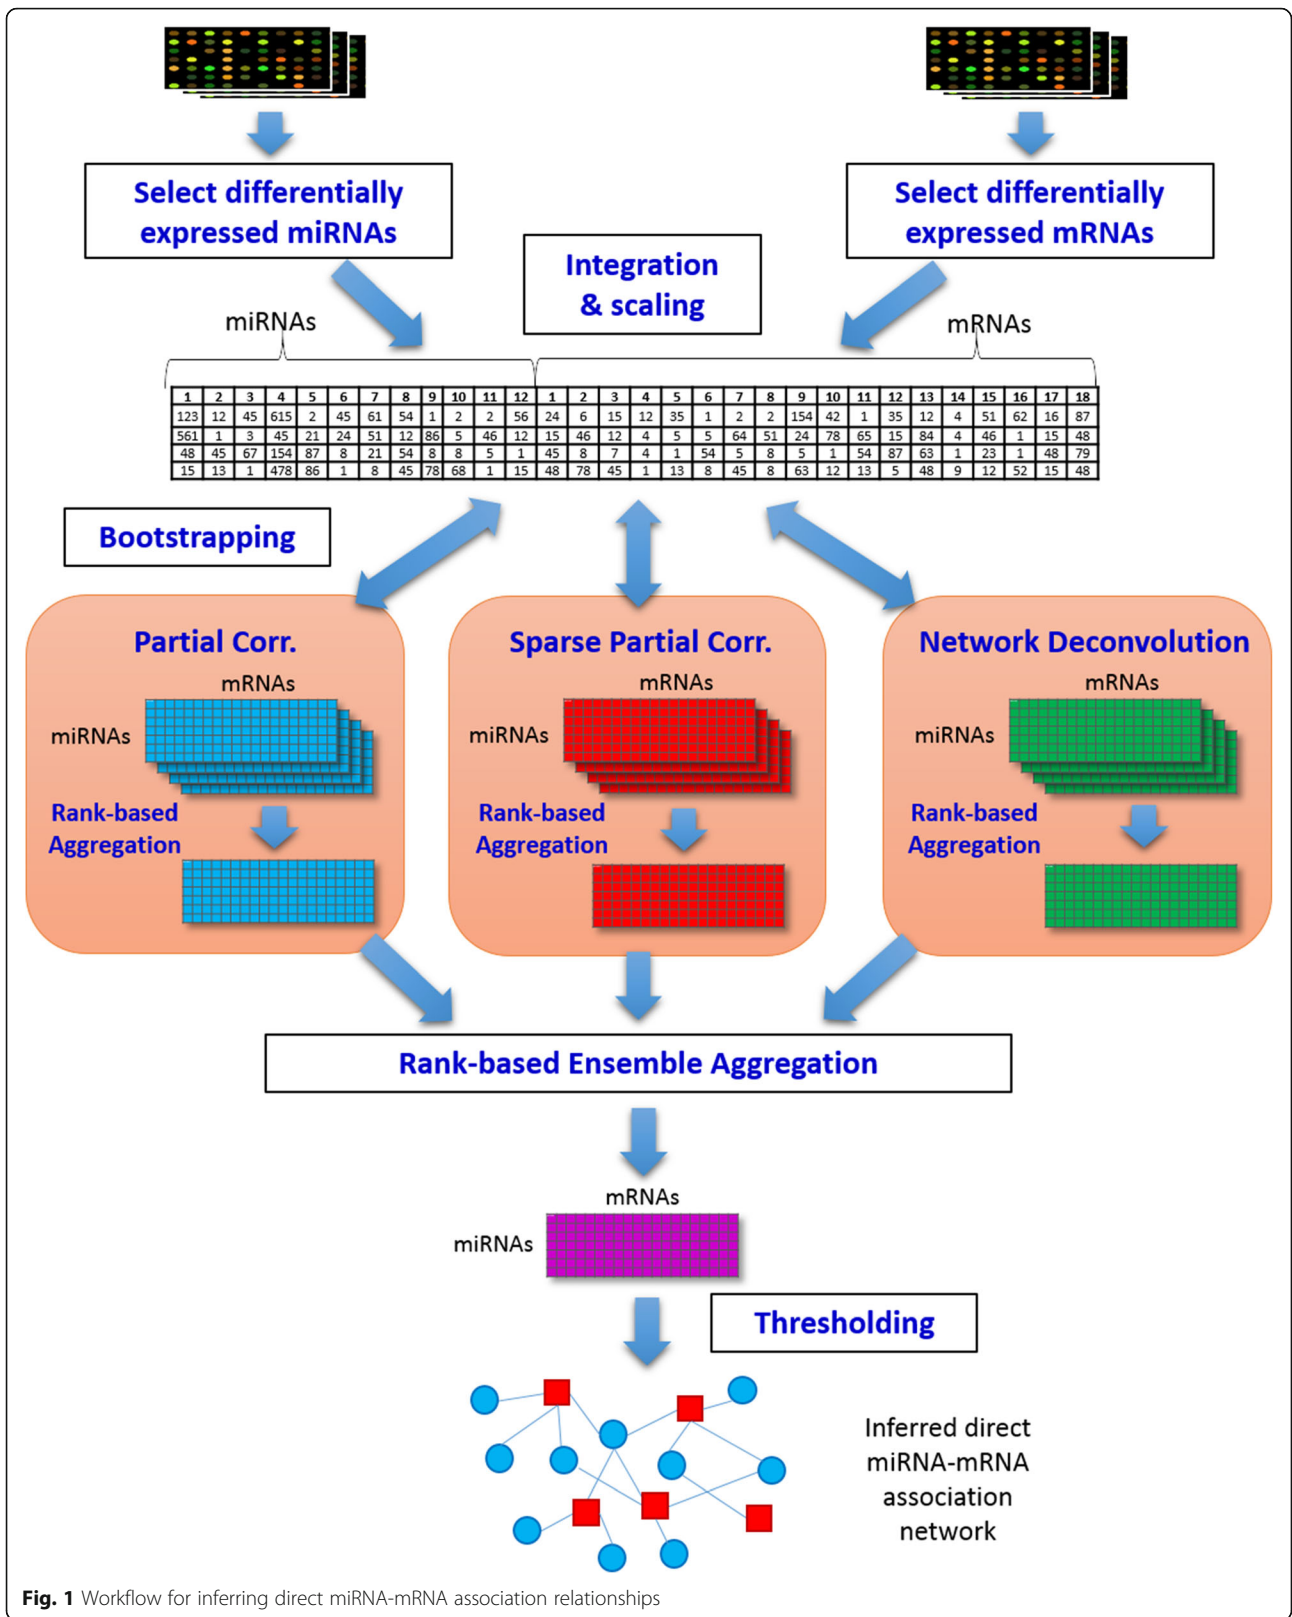 Select differentially
expressed miRNAs
Select differentially
expressed mRNAs
Integration
& scaling
miRNAs
mRNAs
1 2 3 4 5 6 7 8 9 10 11 12 1 2 3 4 5 6 7 8 9 10 11 12 13 14 15 16 17 18
123 12 45 615 2 45 61 54 1 2 2 56 24 6 15 12 35 1 2 2 154 42 1 35 12 4 51 62 16 87
561 1 3 45 21 24 51 12 86 5 46 12 15 46 12 4 5 5 64 51 24 78 65 15 84 4 46 1 15 48
48 45 67 154 87 8 21 54 8 8 5 1 45 8 7 4 1 54 5 8 5 1 54 87 63 1 23 1 48 79
15 13 1 478 86 1 8 45 78 68 1 15 48 78 45 1 13 8 45 8 63 12 13 5 48 9 12 52 15 48
Bootstrapping
Partial Corr.
mRNAs
miRNAs
Rank-based
Aggregation
Sparse Partial Corr.
mRNAs
miRNAs
Rank-based
Aggregation
Network Deconvolution
mRNAs
miRNAs
Rank-based
Aggregation
Rank-based Ensemble Aggregation
mRNAs
miRNAs
Thresholding
Inferred direct
miRNA-mRNA
association
network
Fig. 1 Workflow for inferring direct miRNA-mRNA association relationships